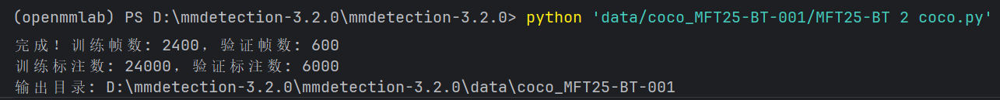 (openmmlab) PS D:\mmdetection-3.2.0\mmdetection-3.2.0> python 'data/coco_MFT25-BT-001/MFT25-BT 2 coco.py'
完成！训练帧数: 2400, 验证帧数: 600
训练标注数: 24000, 验证标注数: 6000
输出目录: D:\mmdetection-3.2.0\mmdetection-3.2.0\data\coco_MFT25-BT-001